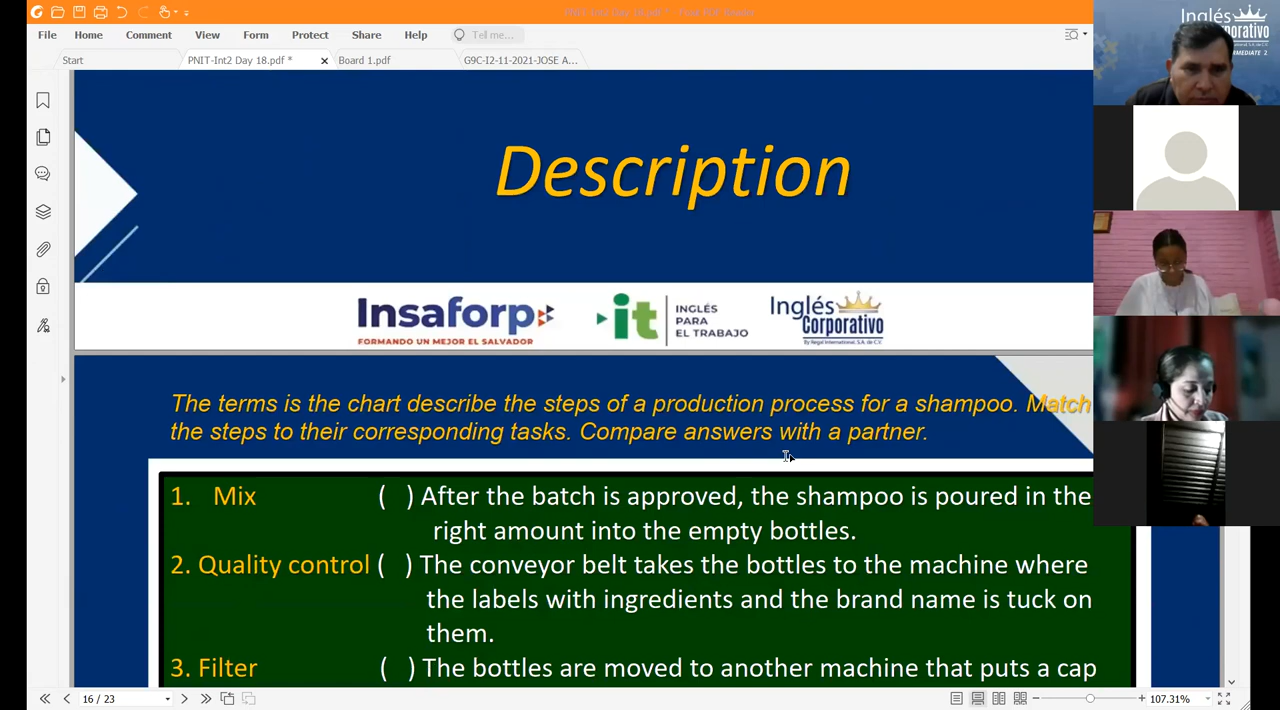 File Home Comment View Form Protect Share Help Tell me...
Start PNIT-Int2 Day 18.pdf * Board 1.pdf G9C-I2-11-2021-JOSE A...
Inglés
MEDIATE 2
Description
Insaforp
FORMANDO UN MEJOR EL SALVADOR
it
INGLÉS
PARA
EL TRABAJO
Inglés
Corporativo
By Regal International, S.A. de C.V.
The terms is the chart describe the steps of a production process for a shampoo. Match
the steps to their corresponding tasks. Compare answers with a partner.
1. Mix ( ) After the batch is approved, the shampoo is poured in the
right amount into the empty bottles.
2. Quality control ( ) The conveyor belt takes the bottles to the machine where
the labels with ingredients and the brand name is tuck on
them.
3. Filter ( ) The bottles are moved to another machine that puts a cap
16 / 23
107.31%